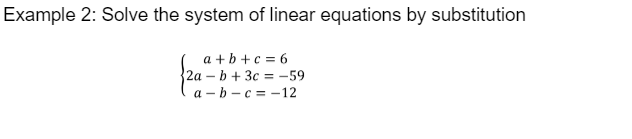 Example 2: Solve the system of linear equations by substitution
a + b + c = 6
2a − b + 3c = −59
a − b − c = −12